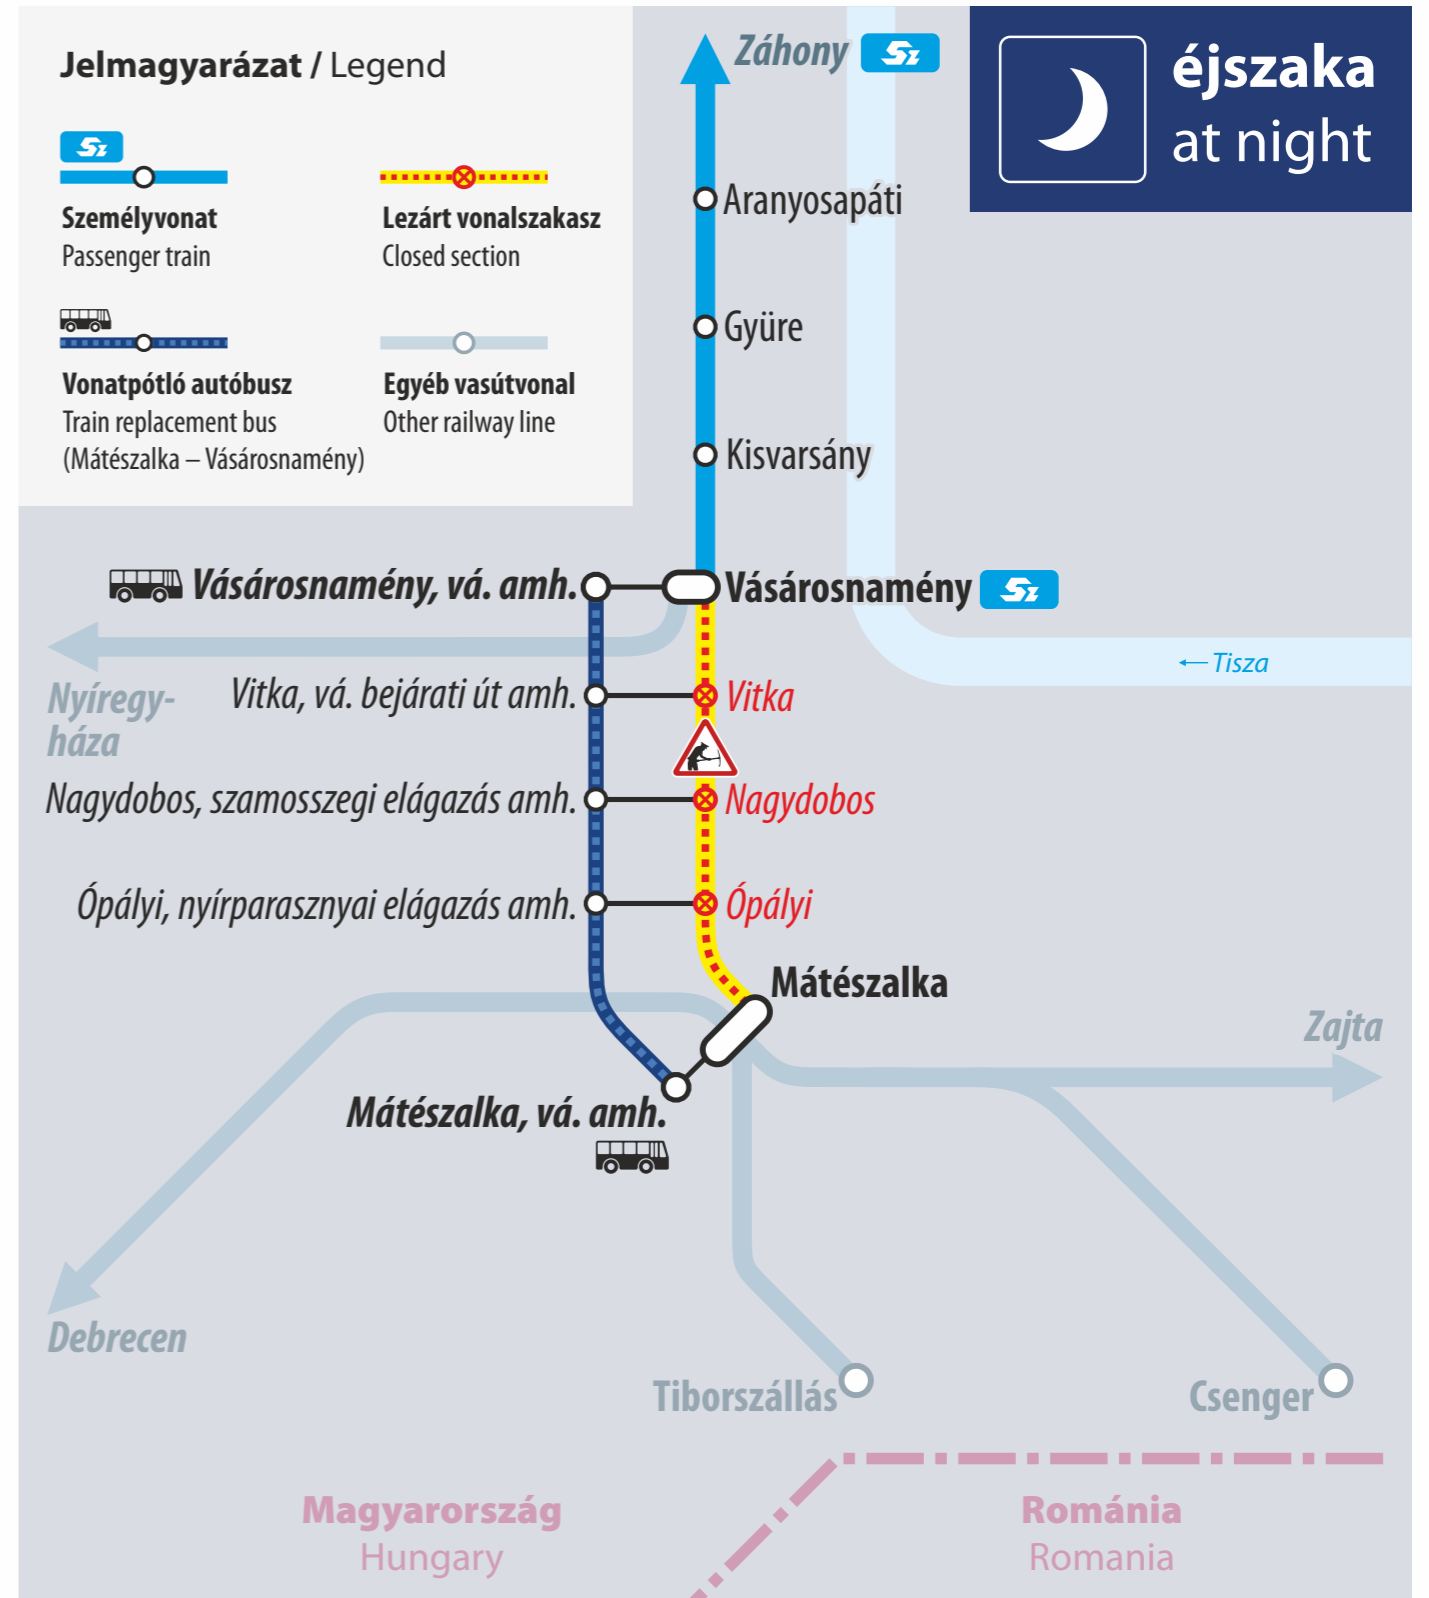 Jelmagyarázat / Legend
Sz
Személyvonat
Passenger train
Lezárt vonalszakasz
Closed section
Vonatpótló autóbusz
Train replacement bus
(Mátészalka – Vásárosnamény)
Egyéb vasútvonal
Other railway line
éjszaka
at night
Záhony Sz
Aranyosapáti
Gyüre
Kisvarsány
Vásárosnamény, vá. amh.
Vásárosnamény Sz
← Tisza
Nyíregy-
háza
Vitka, vá. bejárati út amh.
Vitka
Nagydobos, szamosszegi elágazás amh.
Nagydobos
Ópályi, nyírparasznyai elágazás amh.
Ópályi
Mátészalka
Zajta
Mátészalka, vá. amh.
Debrecen
Tiborszállás
Csenger
Magyarország
Hungary
Románia
Romania